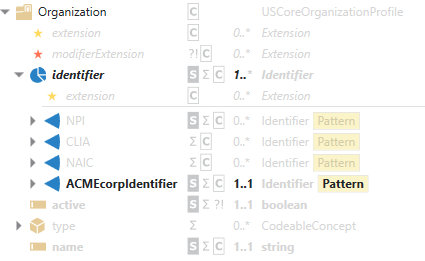 Organization C USCoreOrganizationProfile
extension C 0..* Extension
modifierExtension ?! C 0..* Extension
identifier S Σ C 1..* Identifier
extension C 0..* Extension
NPI S Σ C 0..* Identifier Pattern
CLIA Σ C 0..* Identifier Pattern
NAIC Σ C 0..* Identifier Pattern
ACMEcorpIdentifier S Σ C 1..1 Identifier Pattern
active S Σ ?! 1..1 boolean
type Σ 0..* CodeableConcept
name S Σ C 1..1 string